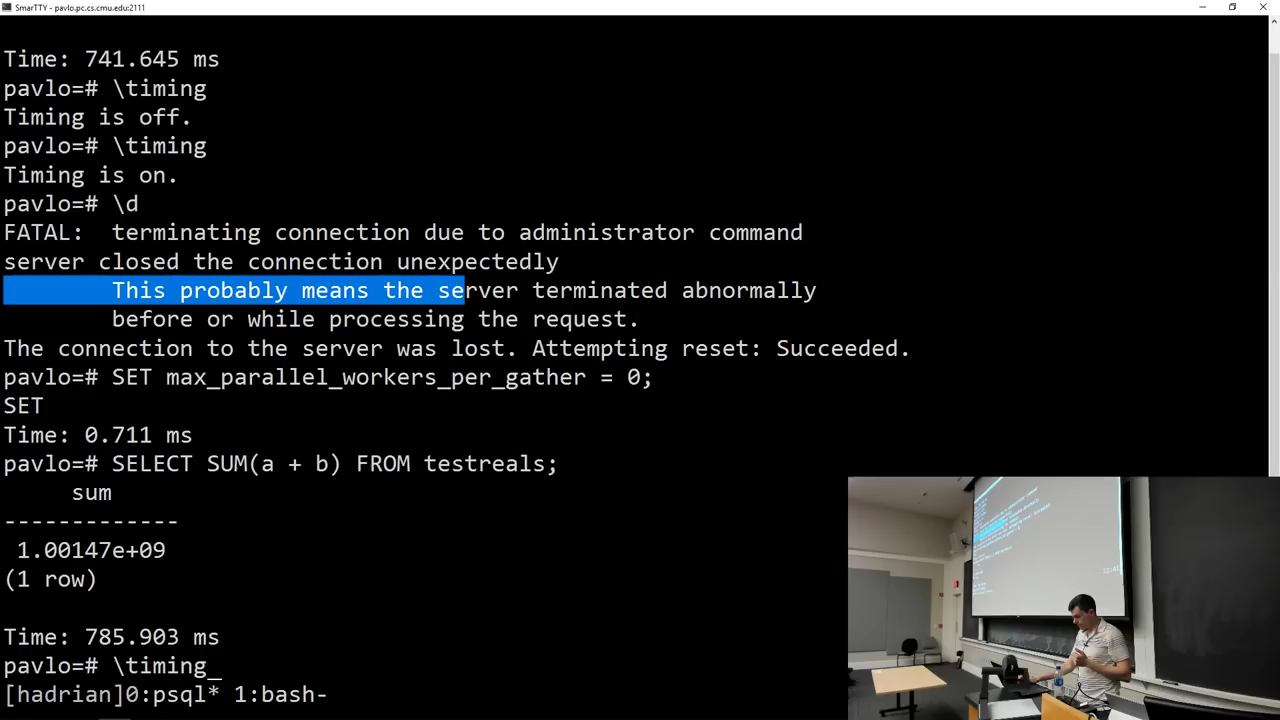 SmarTTY - pavlo.pc.cs.cmu.edu:2111
Time: 741.645 ms
pavlo=# \timing
Timing is off.
pavlo=# \timing
Timing is on.
pavlo=# \d
FATAL:  terminating connection due to administrator command
server closed the connection unexpectedly
        This probably means the server terminated abnormally
        before or while processing the request.
The connection to the server was lost. Attempting reset: Succeeded.
pavlo=# SET max_parallel_workers_per_gather = 0;
SET
Time: 0.711 ms
pavlo=# SELECT SUM(a + b) FROM testreals;
     sum
-------------
 1.00147e+09
(1 row)
Time: 785.903 ms
pavlo=# \timing_
[hadrian]0:psql* 1:bash-